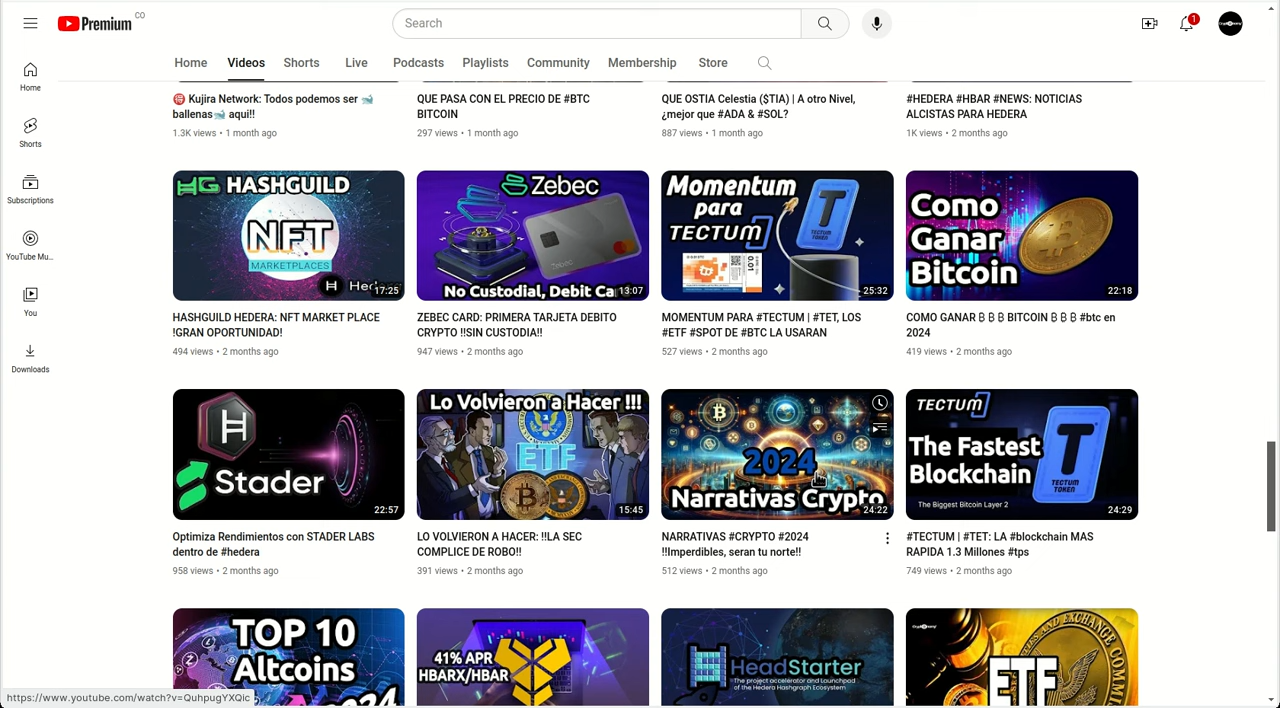 Premium CO
Search
1
Home
Videos
Shorts
Live
Podcasts
Playlists
Community
Membership
Store
Home
Shorts
Subscriptions
YouTube Mu...
You
Downloads
🎯 Kujira Network: Todos podemos ser 🐋
ballenas🐋 aqui!!
1.3K views • 1 month ago
QUE PASA CON EL PRECIO DE #BTC
BITCOIN
297 views • 1 month ago
QUE OSTIA Celestia ($TIA) | A otro Nivel,
¿mejor que #ADA & #SOL?
887 views • 1 month ago
#HEDERA #HBAR #NEWS: NOTICIAS
ALCISTAS PARA HEDERA
1K views • 2 months ago
HG HASHGUILD
NFT
MARKETPLACES
H Hed
17:25
HASHGUILD HEDERA: NFT MARKET PLACE
!GRAN OPORTUNIDAD!
494 views • 2 months ago
Zebec
Zebec
No Custodial, Debit Car
13:07
ZEBEC CARD: PRIMERA TARJETA DEBITO
CRYPTO !!SIN CUSTODIA!!
947 views • 2 months ago
Momentum
para
TECTUM
T
TECTUM
TOKEN
0.01
25:32
MOMENTUM PARA #TECTUM | #TET, LOS
#ETF #SPOT DE #BTC LA USARAN
527 views • 2 months ago
Como
Ganar
Bitcoin
22:18
COMO GANAR ₿ ₿ ₿ BITCOIN ₿ ₿ ₿ #btc en
2024
419 views • 2 months ago
H
Stader
22:57
Optimiza Rendimientos con STADER LABS
dentro de #hedera
958 views • 2 months ago
Lo Volvieron a Hacer !!!
ETF
15:45
LO VOLVIERON A HACER: !!LA SEC
COMPLICE DE ROBO!!
391 views • 2 months ago
2024
Narrativas Crypto
24:22
NARRATIVAS #CRYPTO #2024
!!Imperdibles, seran tu norte!!
512 views • 2 months ago
TECTUM
The Fastest
Blockchain
The Biggest Bitcoin Layer 2
T
TECTUM
TOKEN
24:29
#TECTUM | #TET: LA #blockchain MAS
RAPIDA 1.3 Millones #tps
749 views • 2 months ago
TOP 10
Altcoins
2024
41% APR
HBARX/HBAR
HeadStarter
The project accelerator and Launchpad
of the Hedera Hashgraph Ecosystem
ETF
https://www.youtube.com/watch?v=QuhpugYXQic